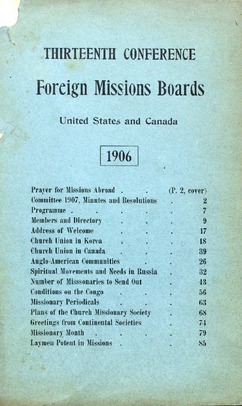 THIRTEENTH CONFERENCE
Foreign Missions Boards
United States and Canada
1906
Prayer for Missions Abroad . . . (P. 2, cover)
Committee 1907, Minutes and Resolutions . 2
Programme . . . . . 7
Members and Directory . . . . 9
Address of Welcome . . . . 17
Church Union in Korea . . . . 18
Church Union in Canada . . . . 39
Anglo-American Communities . . . 26
Spiritual Movements and Needs in Russia . 32
Number of Misssonaries to Send Out . . 43
Conditions on the Congo . . . . 56
Missionary Periodicals . . . . 63
Plans of the Church Missionary Society . . 68
Greetings from Continental Societies . . 74
Missionary Month . . . . . 79
Laymen Potent in Missions . . . . 85